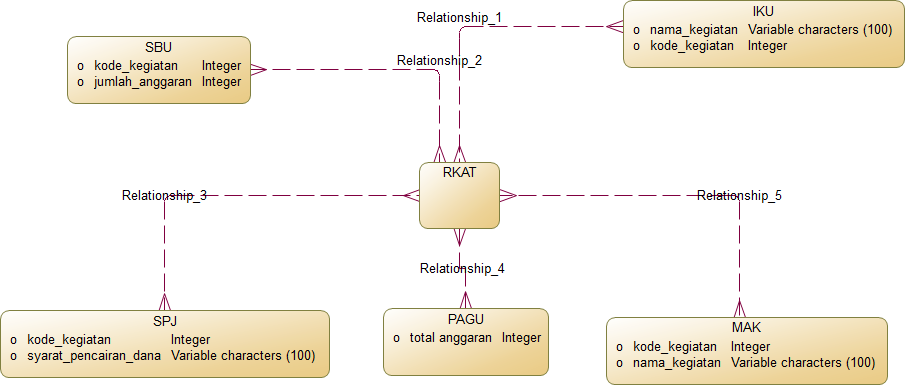 Relationship_1
IKU
o nama_kegiatan Variable characters (100)
o kode_kegiatan Integer
SBU
o kode_kegiatan Integer
o jumlah_anggaran Integer
Relationship_2
RKAT
Relationship_3
Relationship_5
Relationship_4
SPJ
o kode_kegiatan Integer
o syarat_pencairan_dana Variable characters (100)
PAGU
o total anggaran Integer
MAK
o kode_kegiatan Integer
o nama_kegiatan Variable characters (100)